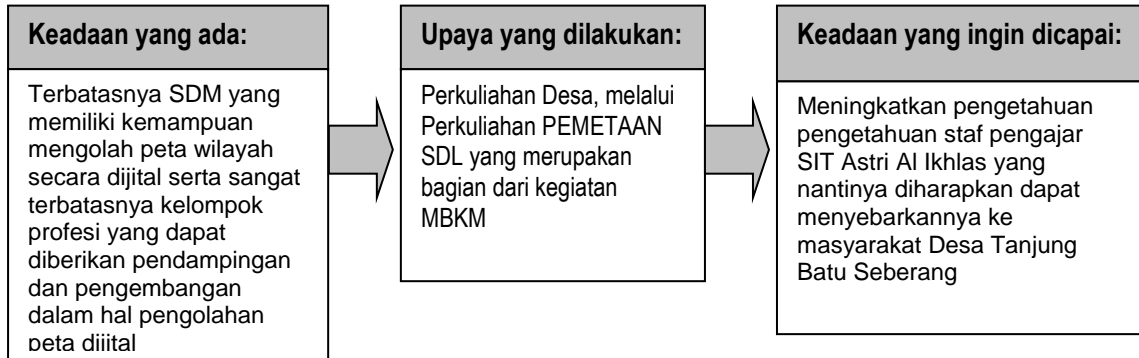 Keadaan yang ada:
Terbatasnya SDM yang
memiliki kemampuan
mengolah peta wilayah
secara dijital serta sangat
terbatasnya kelompok
profesi yang dapat
diberikan pendampingan
dan pengembangan
dalam hal pengolahan
peta dijital
Upaya yang dilakukan:
Perkuliahan Desa, melalui
Perkuliahan PEMETAAN
SDL yang merupakan
bagian dari kegiatan
MBKM
Keadaan yang ingin dicapai:
Meningkatkan pengetahuan
pengetahuan staf pengajar
SIT Astri Al Ikhlas yang
nantinya diharapkan dapat
menyebarkannya ke
masyarakat Desa Tanjung
Batu Seberang